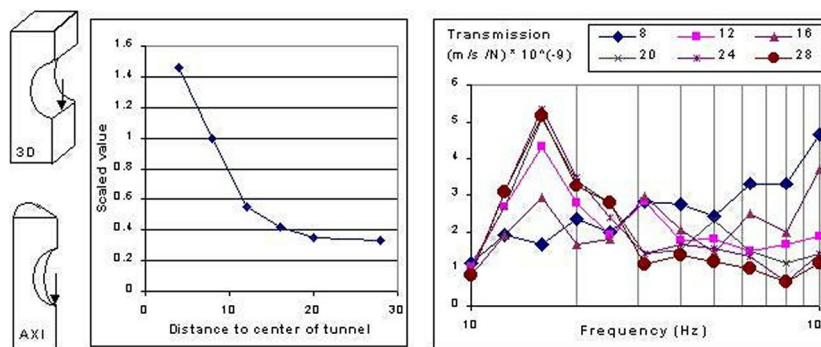 3D
AXI
Scaled value
1.6
1.4
1.2
1
0.8
0.6
0.4
0.2
0
0 10 20 30
Distance to center of tunnel
Transmission
(m/s /N) * 10^(-9)
8 12 16
20 24 28
6
5
4
3
2
1
0
10 10
Frequency (Hz)